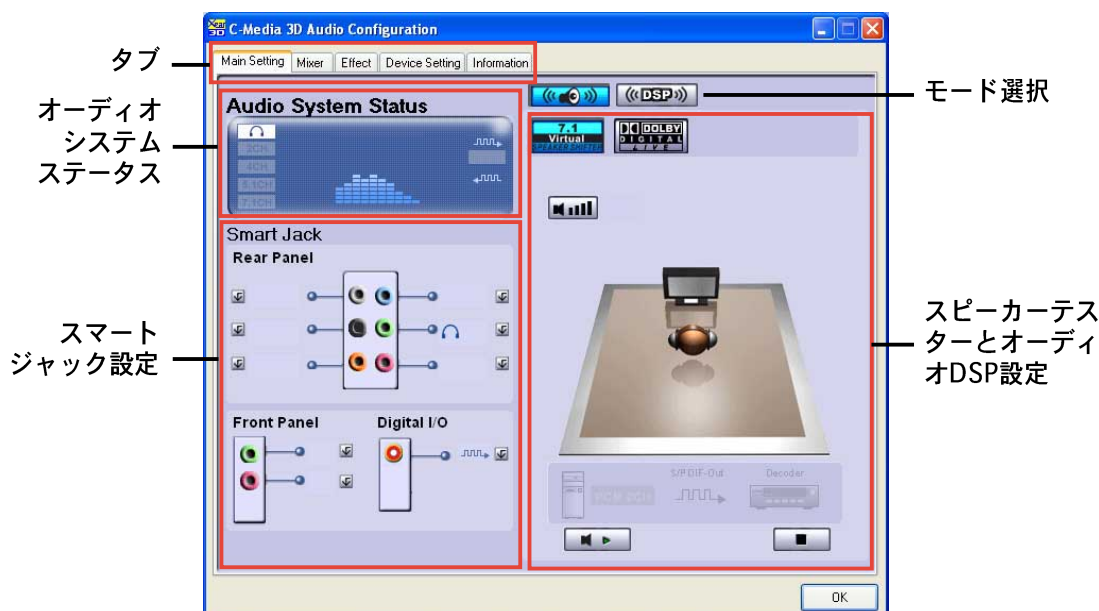 C-Media 3D Audio Configuration
Main Setting
Mixer
Effect
Device Setting
Information
タブ
オーディオ
システム
ステータス
Audio System Status
2CH
4CH
5.1CH
7.1CH
DSP
モード選択
7.1
Virtual
SPEAKER SHIFTER
DOLBY
DIGITAL
LIVE
Smart Jack
Rear Panel
スマート
ジャック設定
スピーカーテス
ターとオーディ
オDSP設定
Front Panel
Digital I/O
S/PDIF-Out
Decoder
PCM 2CH
OK